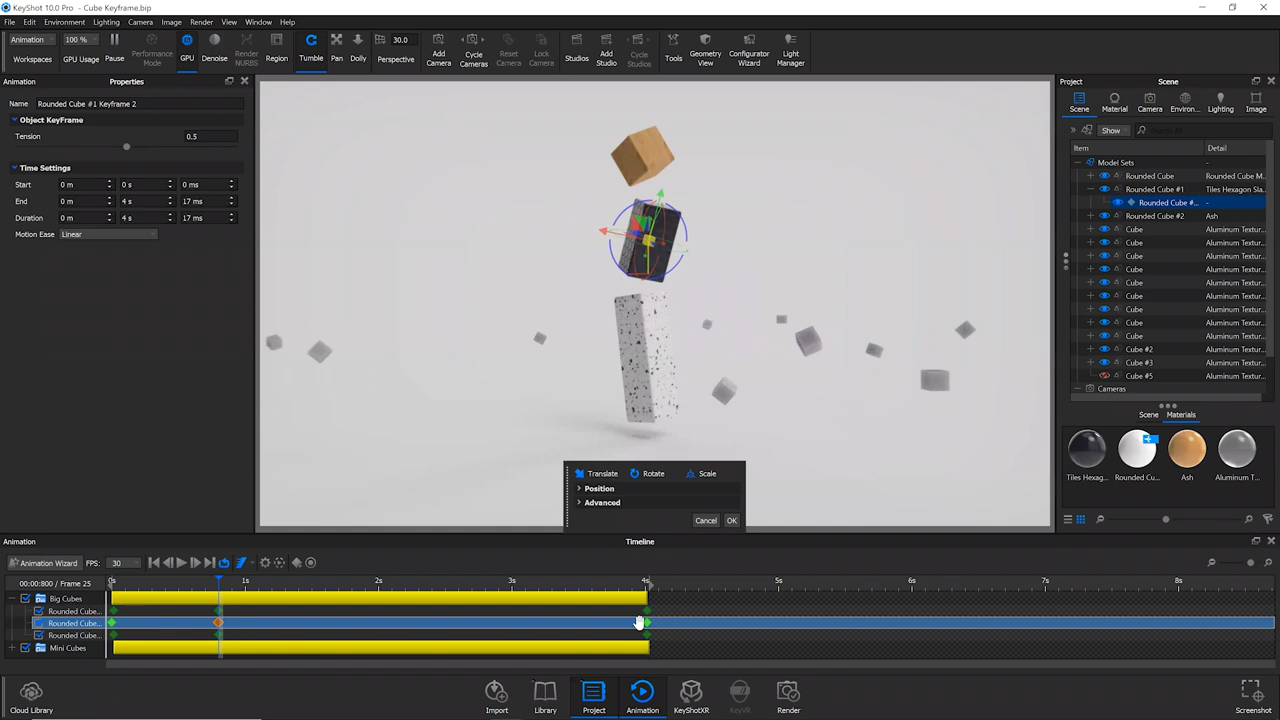 KeyShot 10.0 Pro - Cube Keyframe.bip
File Edit Environment Lighting Camera Image Render View Window Help
Animation 100 % 30.0
Workspaces GPU Usage Pause Performance Mode GPU Denoise Render NURBS Region Tumble Pan Dolly Perspective Add Camera Cycle Cameras Reset Camera Lock Camera Studios Add Studio Cycle Studios Tools Geometry View Configurator Wizard Light Manager
Animation Properties
Name Rounded Cube #1 Keyframe 2
Object KeyFrame
Tension 0.5
Time Settings
Start 0 m 0 s 0 ms
End 0 m 4 s 17 ms
Duration 0 m 4 s 17 ms
Motion Ease Linear
Project Scene
Scene Material Camera Environ... Lighting Image
Show
Item Detail
Model Sets -
Rounded Cube Rounded Cube M...
Rounded Cube #1 Tiles Hexagon Sla...
Rounded Cube #... -
Rounded Cube #2 Ash
Cube Aluminum Textur...
Cube Aluminum Textur...
Cube Aluminum Textur...
Cube Aluminum Textur...
Cube Aluminum Textur...
Cube Aluminum Textur...
Cube Aluminum Textur...
Cube Aluminum Textur...
Cube Aluminum Textur...
Cube #2 Aluminum Textur...
Cube #3 Aluminum Textur...
Cube #5 Aluminum Textur...
Cameras
Scene Materials
Tiles Hexag... Rounded Cu... Ash Aluminum T...
Translate Rotate Scale
Position
Advanced
Cancel OK
Animation Timeline
Animation Wizard FPS: 30
00:00:800 / Frame 25 0s 1s 2s 3s 4s 5s 6s 7s 8s
Big Cubes
Rounded Cube...
Rounded Cube...
Rounded Cube...
Mini Cubes
Cloud Library Import Library Project Animation KeyShotXR KeyVR Render Screenshot